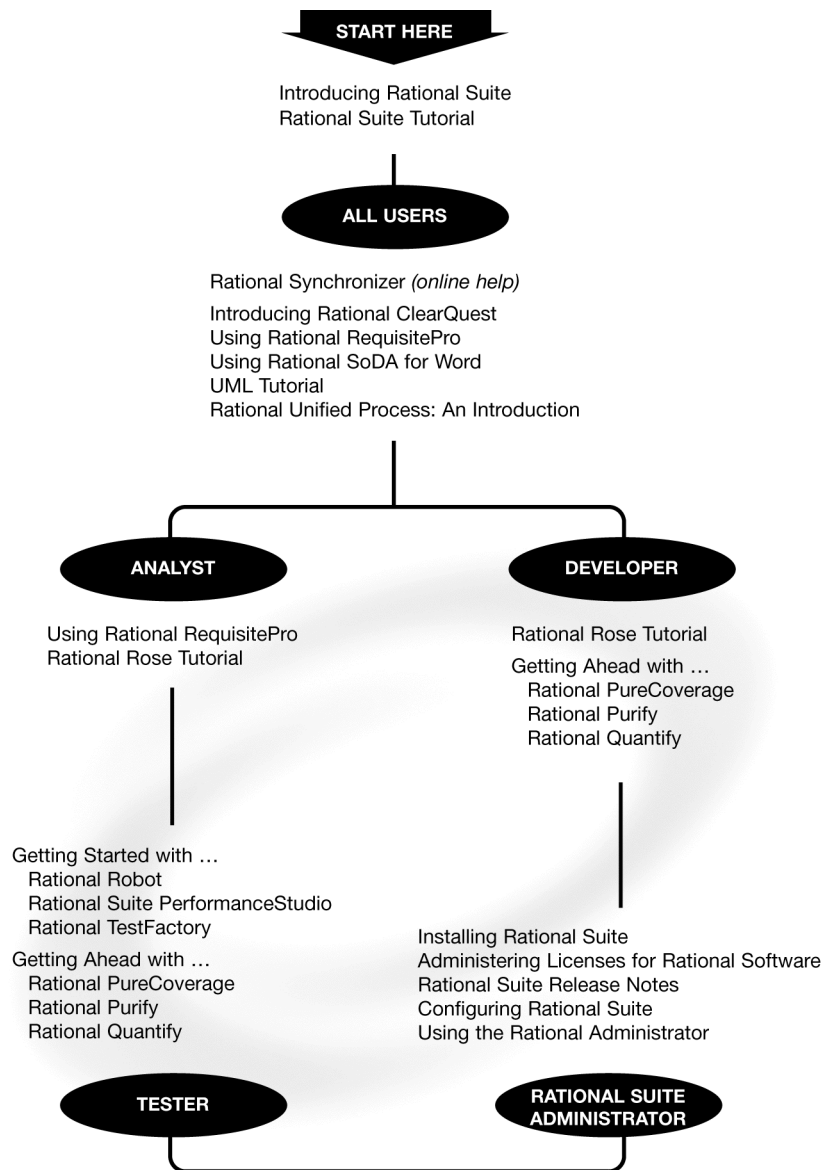 START HERE
Introducing Rational Suite
Rational Suite Tutorial
ALL USERS
Rational Synchronizer (online help)
Introducing Rational ClearQuest
Using Rational RequisitePro
Using Rational SoDA for Word
UML Tutorial
Rational Unified Process: An Introduction
ANALYST
Using Rational RequisitePro
Rational Rose Tutorial
DEVELOPER
Rational Rose Tutorial
Getting Ahead with …
Rational PureCoverage
Rational Purify
Rational Quantify
Getting Started with …
Rational Robot
Rational Suite PerformanceStudio
Rational TestFactory
Getting Ahead with …
Rational PureCoverage
Rational Purify
Rational Quantify
TESTER
Installing Rational Suite
Administering Licenses for Rational Software
Rational Suite Release Notes
Configuring Rational Suite
Using the Rational Administrator
RATIONAL SUITE
ADMINISTRATOR